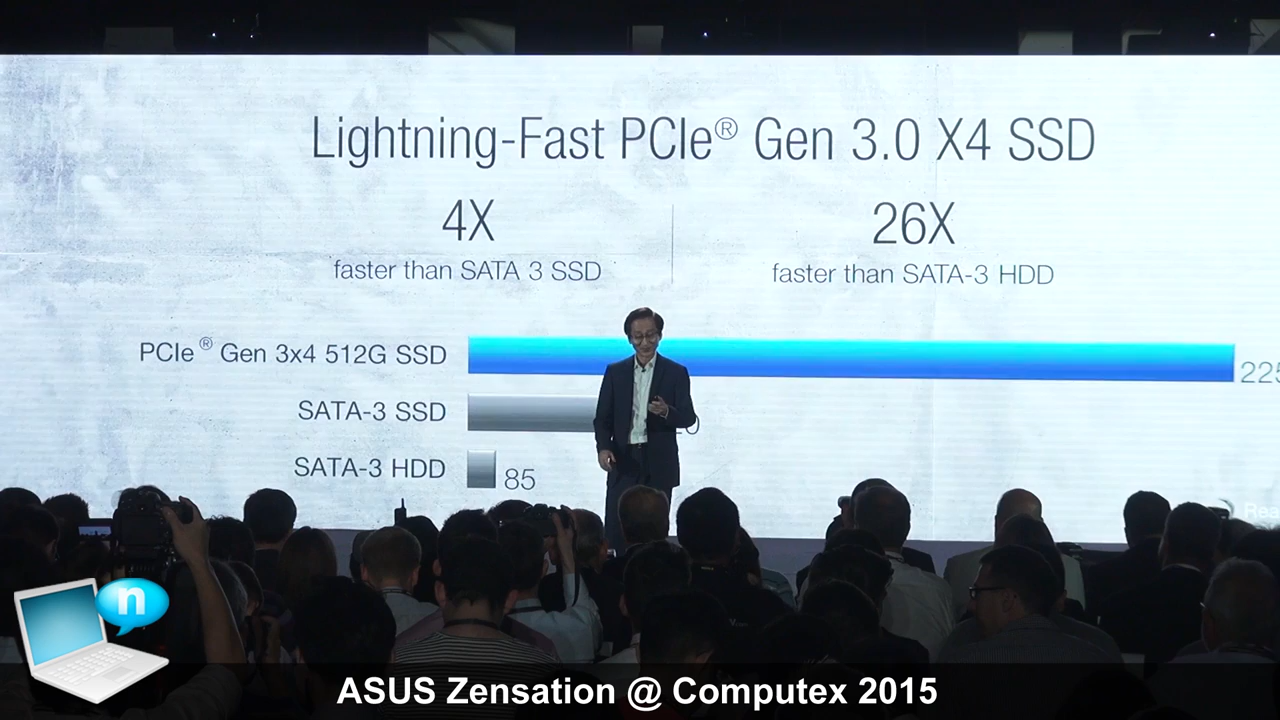 Lightning-Fast PCIe® Gen 3.0 X4 SSD
4X
faster than SATA 3 SSD
26X
faster than SATA-3 HDD
PCIe® Gen 3x4 512G SSD
225
SATA-3 SSD
SATA-3 HDD
85
n
ASUS Zensation @ Computex 2015